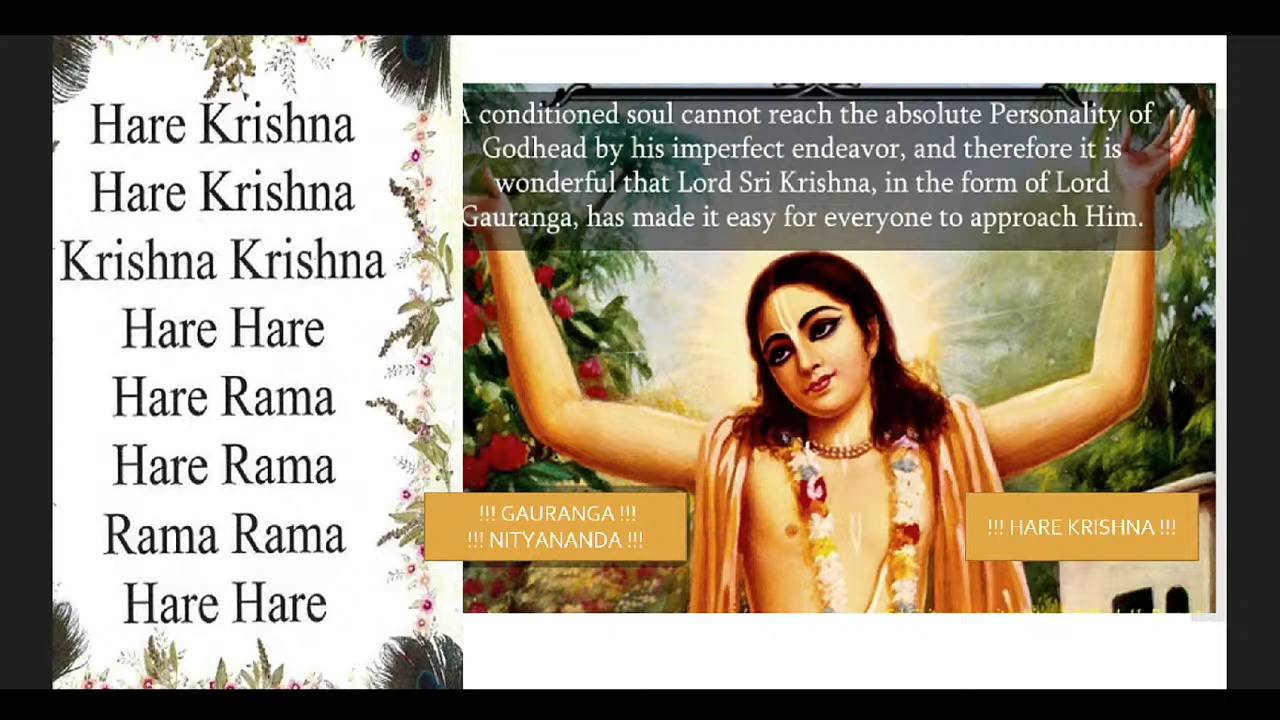 Hare Krishna
Hare Krishna
Krishna Krishna
Hare Hare
Hare Rama
Hare Rama
Rama Rama
Hare Hare
A conditioned soul cannot reach the absolute Personality of
Godhead by his imperfect endeavor, and therefore it is
wonderful that Lord Sri Krishna, in the form of Lord
Gauranga, has made it easy for everyone to approach Him.
!!! GAURANGA !!!
!!! NITYANANDA !!!
!!! HARE KRISHNA !!!